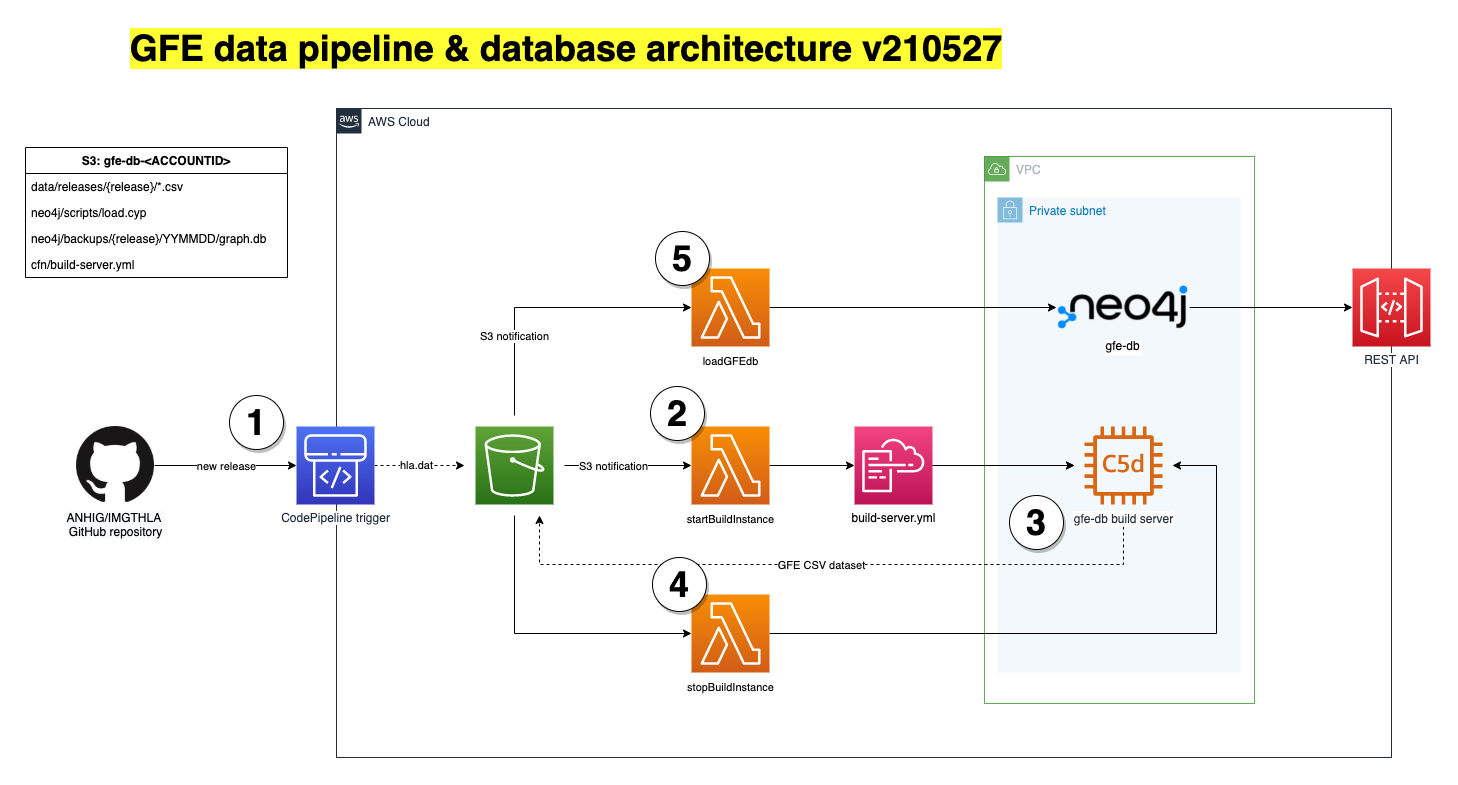 GFE data pipeline & database architecture v210527
aws
AWS Cloud
S3: gfe-db-<ACCOUNTID>
data/releases/{release}/*.csv
neo4j/scripts/load.cyp
neo4j/backups/{release}/YYMMDD/graph.db
cfn/build-server.yml
VPC
Private subnet
5
S3 notification
loadGFEdb
neo4j
gfe-db
</>
REST API
1
new release
ANHIG/IMGTHLA
GitHub repository
</>
CodePipeline trigger
hla.dat
2
S3 notification
startBuildInstance
build-server.yml
C5d
3
gfe-db build server
GFE CSV dataset
4
stopBuildInstance